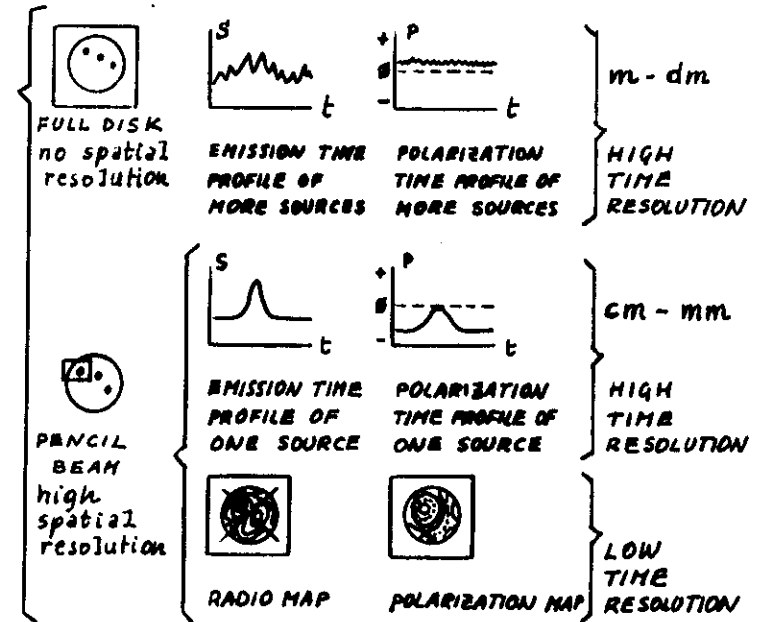 S
t
+
0
-
P
t
m - dm
FULL DISK
no spatial
resolution
EMISSION TIME
PROFILE OF
MORE SOURCES
POLARIZATION
TIME PROFILE OF
MORE SOURCES
HIGH
TIME
RESOLUTION
S
t
+
0
-
P
t
cm - mm
PENCIL
BEAM
high
spatial
resolution
EMISSION TIME
PROFILE OF
ONE SOURCE
POLARIZATION
TIME PROFILE OF
ONE SOURCE
HIGH
TIME
RESOLUTION
RADIO MAP
POLARIZATION MAP
LOW
TIME
RESOLUTION